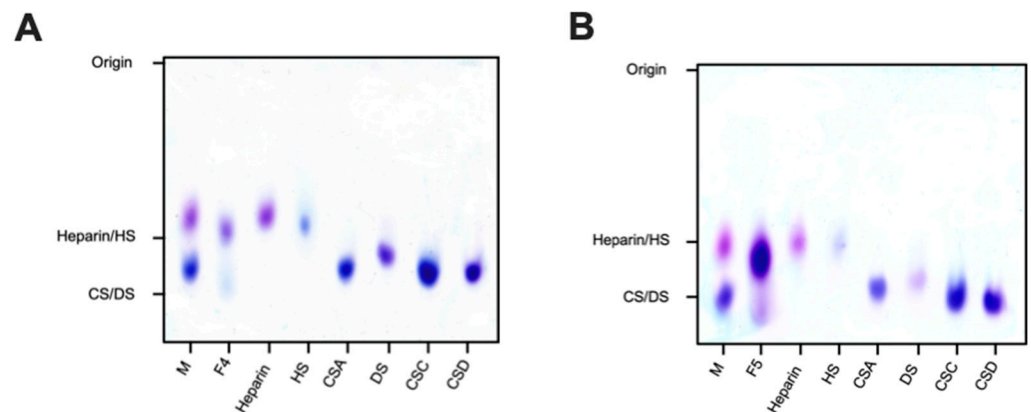 A
Origin
Heparin/HS
CS/DS
M
F4
Heparin
HS
CSA
DS
CSC
CSD
B
Origin
Heparin/HS
CS/DS
M
F5
Heparin
HS
CSA
DS
CSC
CSD